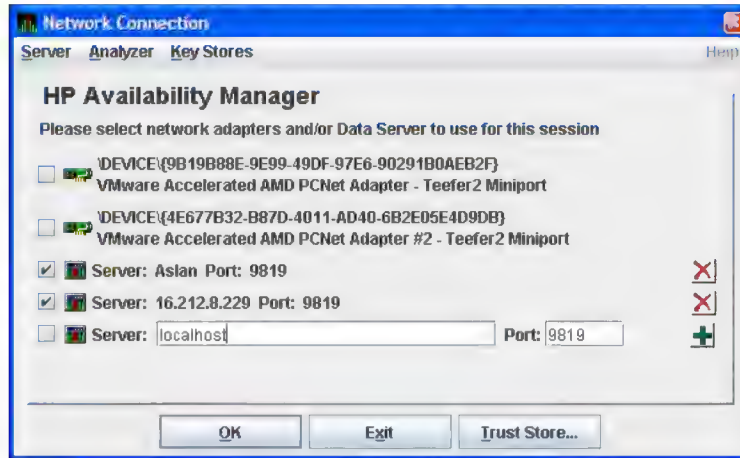 Network Connection
Server Analyzer Key Stores Help
HP Availability Manager
Please select network adapters and/or Data Server to use for this session
\DEVICE\{9B19B88E-9E99-49DF-97E6-90291B0AEB2F}
VMware Accelerated AMD PCNet Adapter - Teefer2 Miniport
\DEVICE\{4E677B32-B87D-4011-AD40-6B2E05E4D9DB}
VMware Accelerated AMD PCNet Adapter #2 - Teefer2 Miniport
Server: Aslan Port: 9819
Server: 16.212.8.229 Port: 9819
Server: localhost Port: 9819
OK Exit Trust Store...